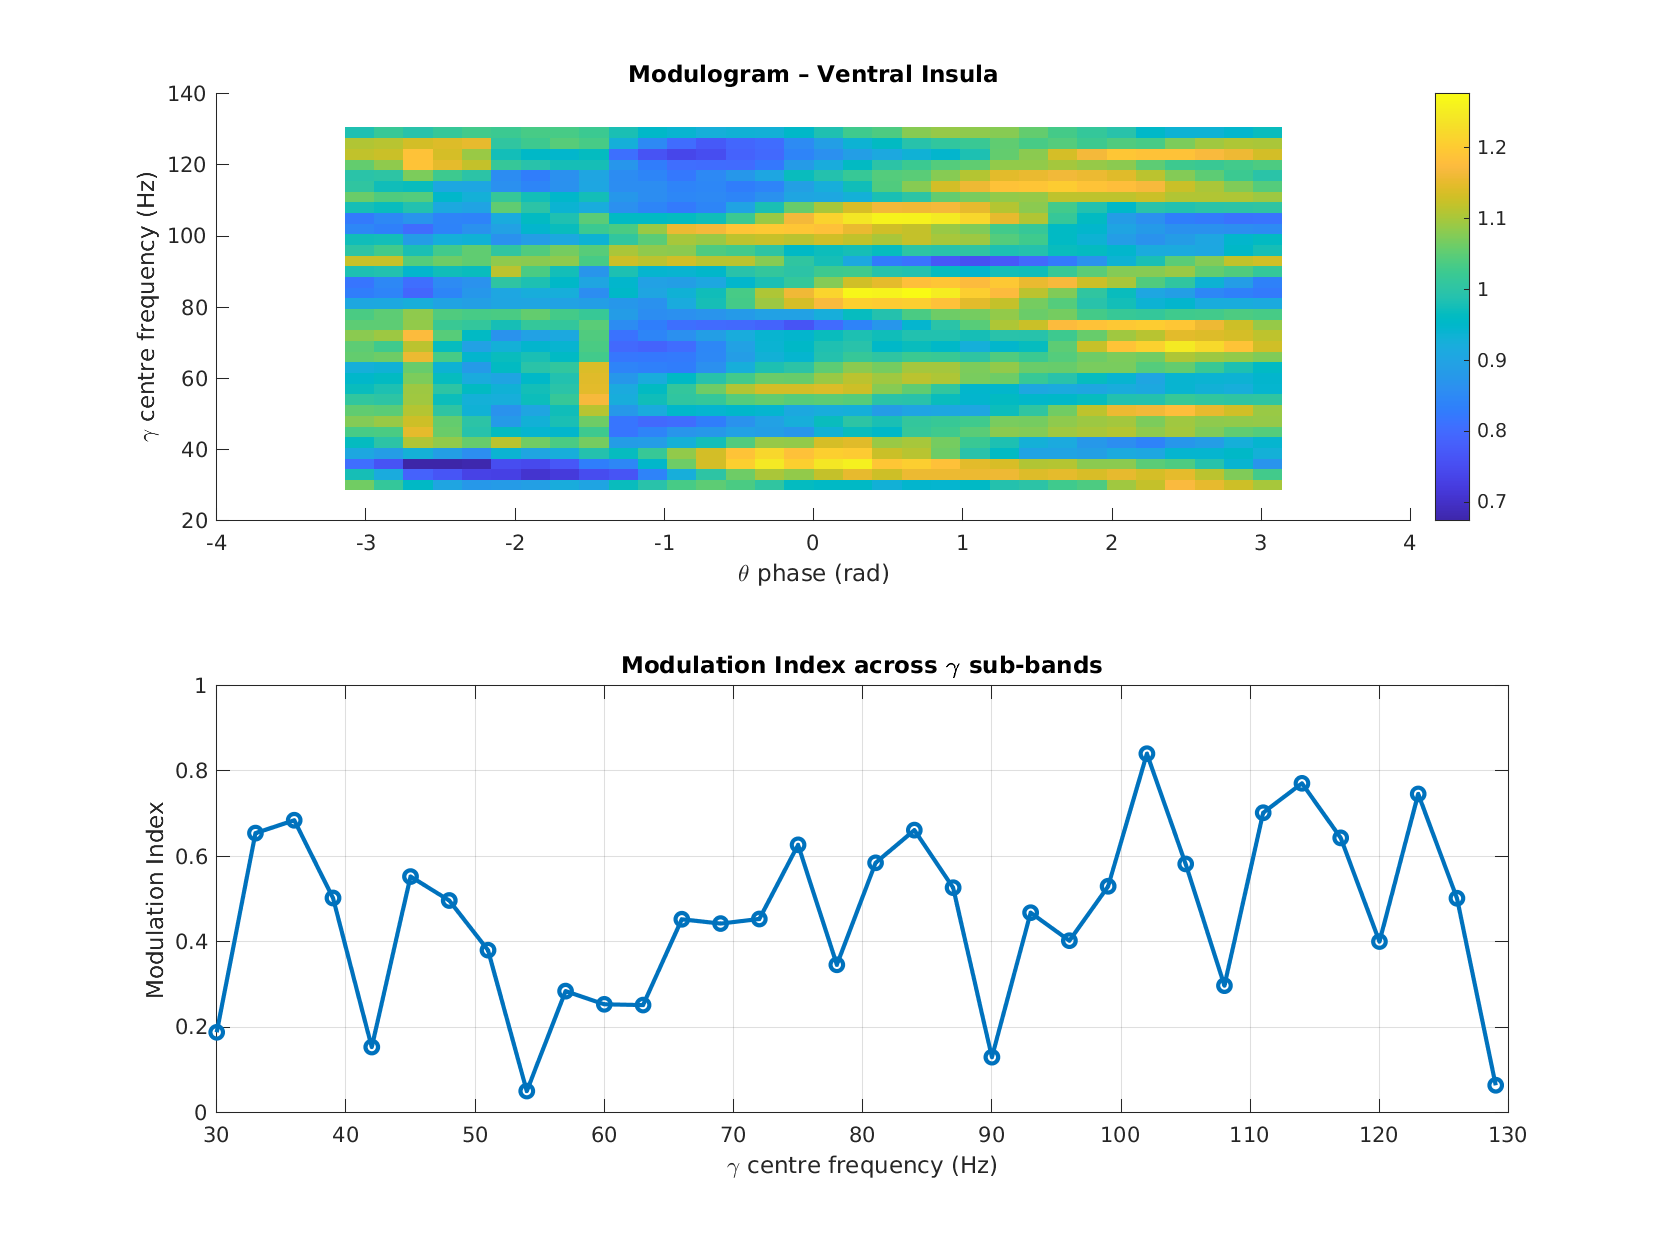 Modulogram – Ventral Insula
140
120
100
80
60
40
20
γ centre frequency (Hz)
-4 -3 -2 -1 0 1 2 3 4
θ phase (rad)
1.2
1.1
1
0.9
0.8
0.7
Modulation Index across γ sub-bands
1
0.8
0.6
0.4
0.2
0
Modulation Index
30 40 50 60 70 80 90 100 110 120 130
γ centre frequency (Hz)